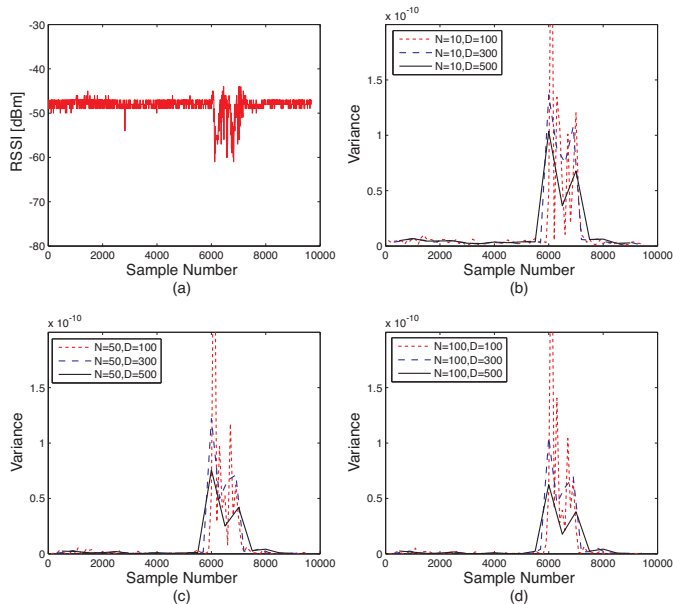 -30
-40
-50
-60
-70
-80
RSSI [dBm]
0 2000 4000 6000 8000 10000
Sample Number
(a)
x 10^-10
1.5
1
0.5
0
Variance
N=10,D=100
N=10,D=300
N=10,D=500
0 2000 4000 6000 8000 10000
Sample Number
(b)
x 10^-10
1.5
1
0.5
0
Variance
N=50,D=100
N=50,D=300
N=50,D=500
0 2000 4000 6000 8000 10000
Sample Number
(c)
x 10^-10
1.5
1
0.5
0
Variance
N=100,D=100
N=100,D=300
N=100,D=500
0 2000 4000 6000 8000 10000
Sample Number
(d)